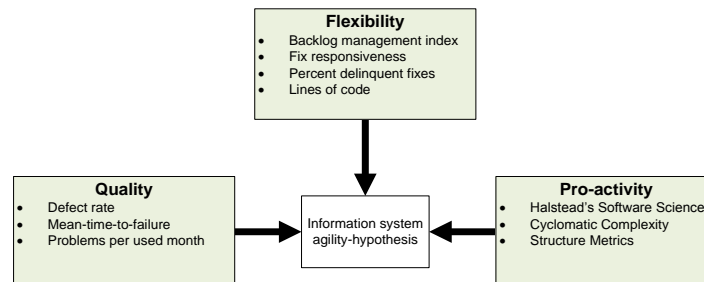 Flexibility
• Backlog management index
• Fix responsiveness
• Percent delinquent fixes
• Lines of code
Quality
• Defect rate
• Mean-time-to-failure
• Problems per used month
Information system
agility-hypothesis
Pro-activity
• Halstead's Software Science
• Cyclomatic Complexity
• Structure Metrics